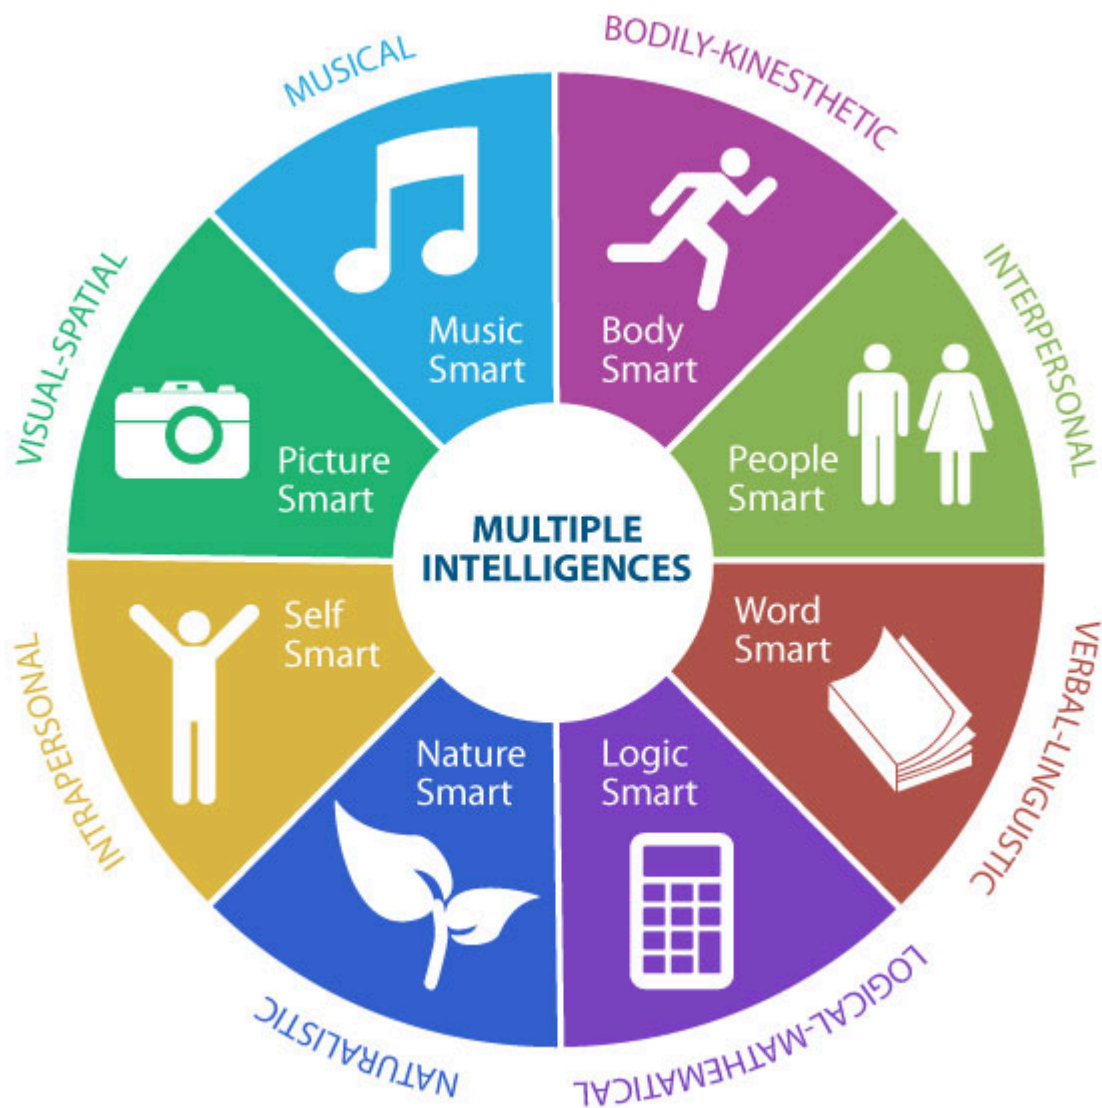 MUSICAL
BODILY-KINESTHETIC
INTERPERSONAL
VERBAL-LINGUISTIC
LOGICAL-MATHEMATICAL
NATURALISTIC
INTRAPERSONAL
VISUAL-SPATIAL
Music
Smart
Body
Smart
People
Smart
Word
Smart
Logic
Smart
Nature
Smart
Self
Smart
Picture
Smart
MULTIPLE
INTELLIGENCES